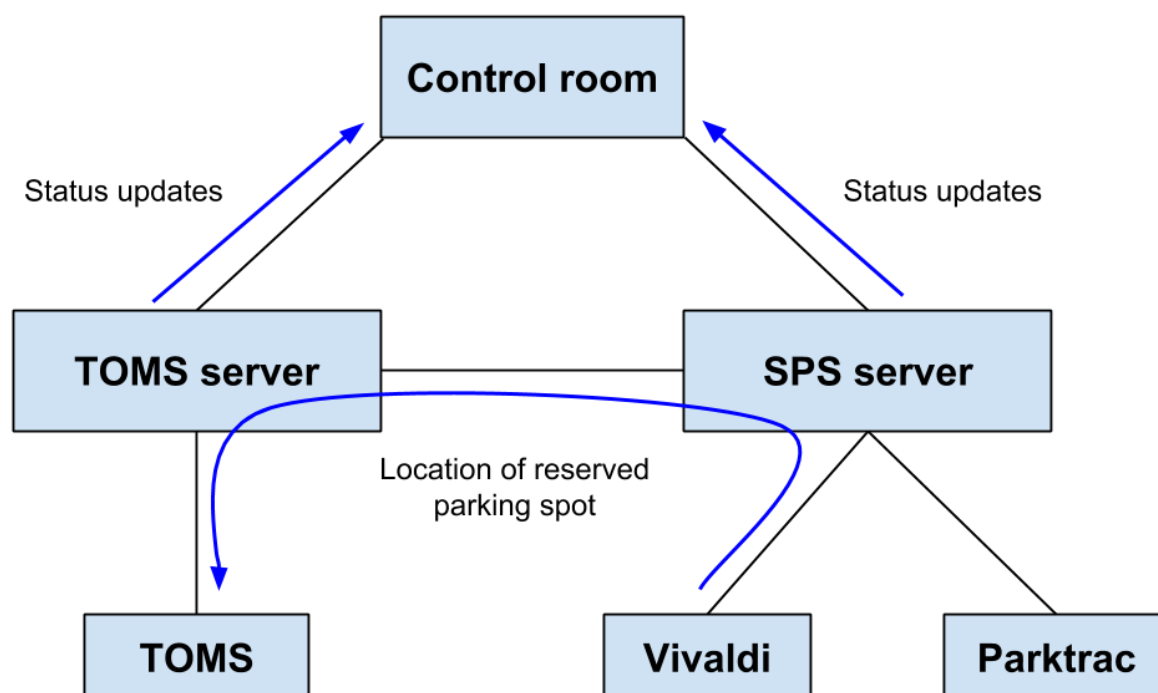 Control room
Status updates
Status updates
TOMS server
SPS server
Location of reserved
parking spot
TOMS
Vivaldi
Parktrac